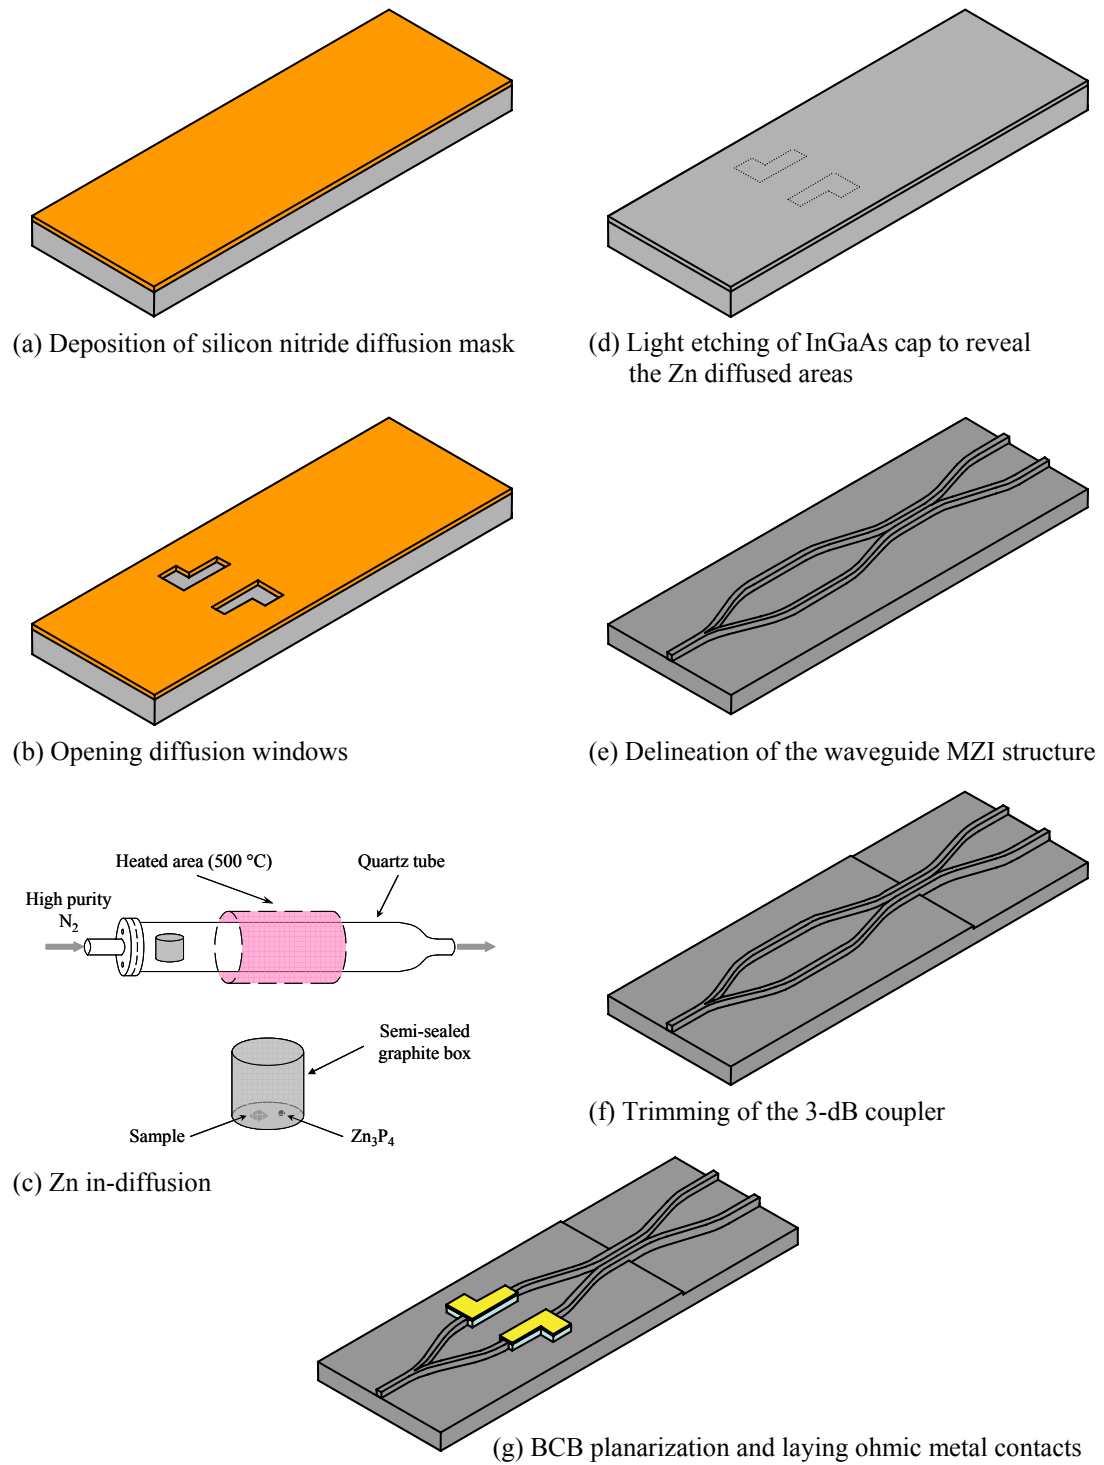 (a) Deposition of silicon nitride diffusion mask
(b) Opening diffusion windows
Heated area (500 °C)
Quartz tube
High purity
N₂
Semi-sealed
graphite box
Sample
Zn₃P₄
(c) Zn in-diffusion
(d) Light etching of InGaAs cap to reveal
the Zn diffused areas
(e) Delineation of the waveguide MZI structure
(f) Trimming of the 3-dB coupler
(g) BCB planarization and laying ohmic metal contacts